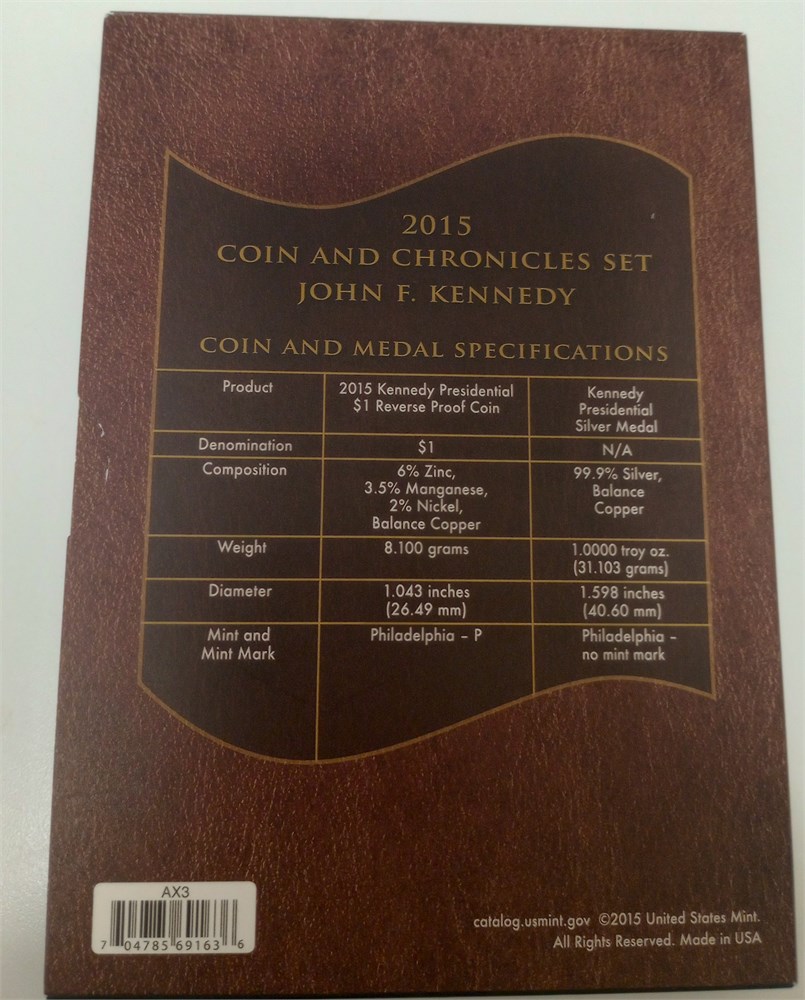 2015
COIN AND CHRONICLES SET
JOHN F. KENNEDY
COIN AND MEDAL SPECIFICATIONS
Product
2015 Kennedy Presidential
$1 Reverse Proof Coin
Kennedy
Presidential
Silver Medal
Denomination
$1
N/A
Composition
6% Zinc,
3.5% Manganese,
2% Nickel,
Balance Copper
99.9% Silver,
Balance
Copper
Weight
8.100 grams
1.0000 troy oz.
(31.103 grams)
Diameter
1.043 inches
(26.49 mm)
1.598 inches
(40.60 mm)
Mint and
Mint Mark
Philadelphia – P
Philadelphia –
no mint mark
AX3
7 04785 69163 6
catalog.usmint.gov ©2015 United States Mint.
All Rights Reserved. Made in USA